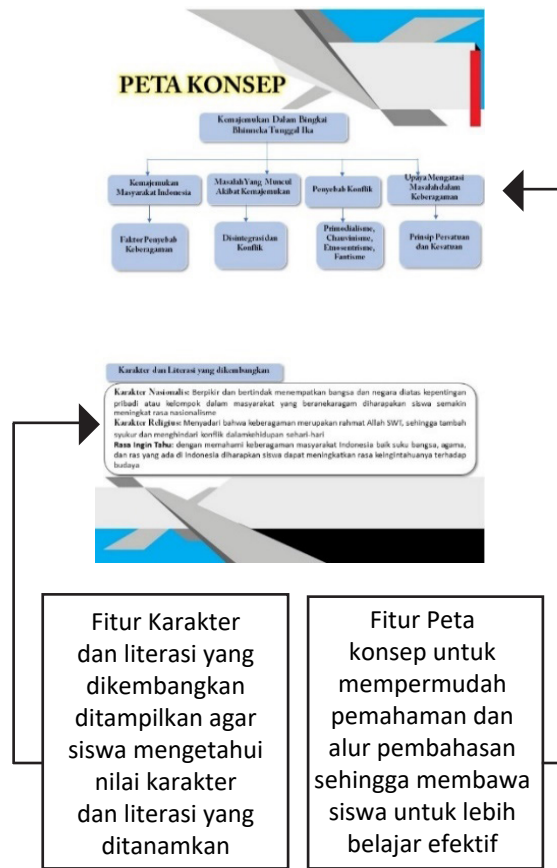 PETA KONSEP
Kemajemukan Dalam Bingkai
Bhinneka Tunggal Ika
Kemajemukan
Masyarakat Indonesia
Masalah Yang Muncul
Akibat Kemajemukan
Penyebab Konflik
Upaya Mengatasi
Masalah dalam
Keberagaman
Faktor Penyebab
Keberagaman
Disintegrasi dan
Konflik
Primodialisme,
Chauvinisme,
Etnosentrisme,
Fantisme
Prinsip Persatuan
dan Kesatuan
Karakter dan Literasi yang dikembangkan
Karakter Nasionalis: Berpikir dan bertindak menempatkan bangsa dan negara diatas kepentingan
pribadi atau kelompok dalam masyarakat yang beranekaragam diharapakan siswa semakin
meningkat rasa nasionalisme
Karakter Religius: Menyadari bahwa keberagaman merupakan rahmat Allah SWT, sehingga tambah
syukur dan menghindari konflik dalamkehidupan sehari-hari
Rasa Ingin Tahu: dengan memahami keberagaman masyarakat Indonesia baik suku bangsa, agama,
dan ras yang ada di Indonesia diharapkan siswa dapat meningkatkan rasa keingintahuanya terhadap
budaya
Fitur Karakter
dan literasi yang
dikembangkan
ditampilkan agar
siswa mengetahui
nilai karakter
dan literasi yang
ditanamkan
Fitur Peta
konsep untuk
mempermudah
pemahaman dan
alur pembahasan
sehingga membawa
siswa untuk lebih
belajar efektif